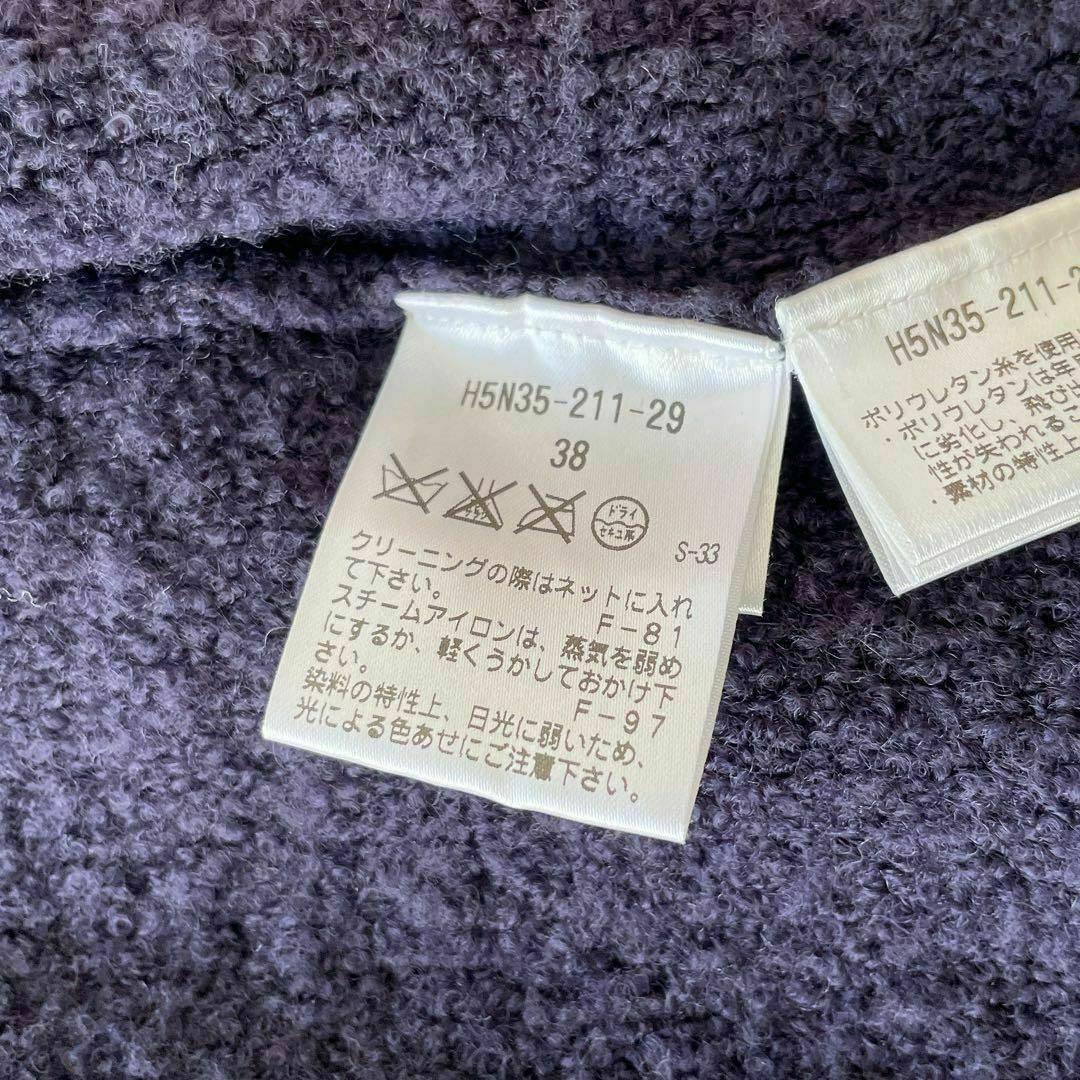 H5N35-211-29
38
ドライ
セキユ系
S-33
クリーニングの際はネットに入れ
て下さい。
F-81
スチームアイロンは、蒸気を弱め
にするか、軽くうかしておかけ下
さい。
F-97
染料の特性上、日光に弱いため、
光による色あせにご注意下さい。
H5N35-211-2
ポリウレタン糸を使用
・ポリウレタンは年
に劣化し、飛び出
性が失われるこ
・素材の特性上